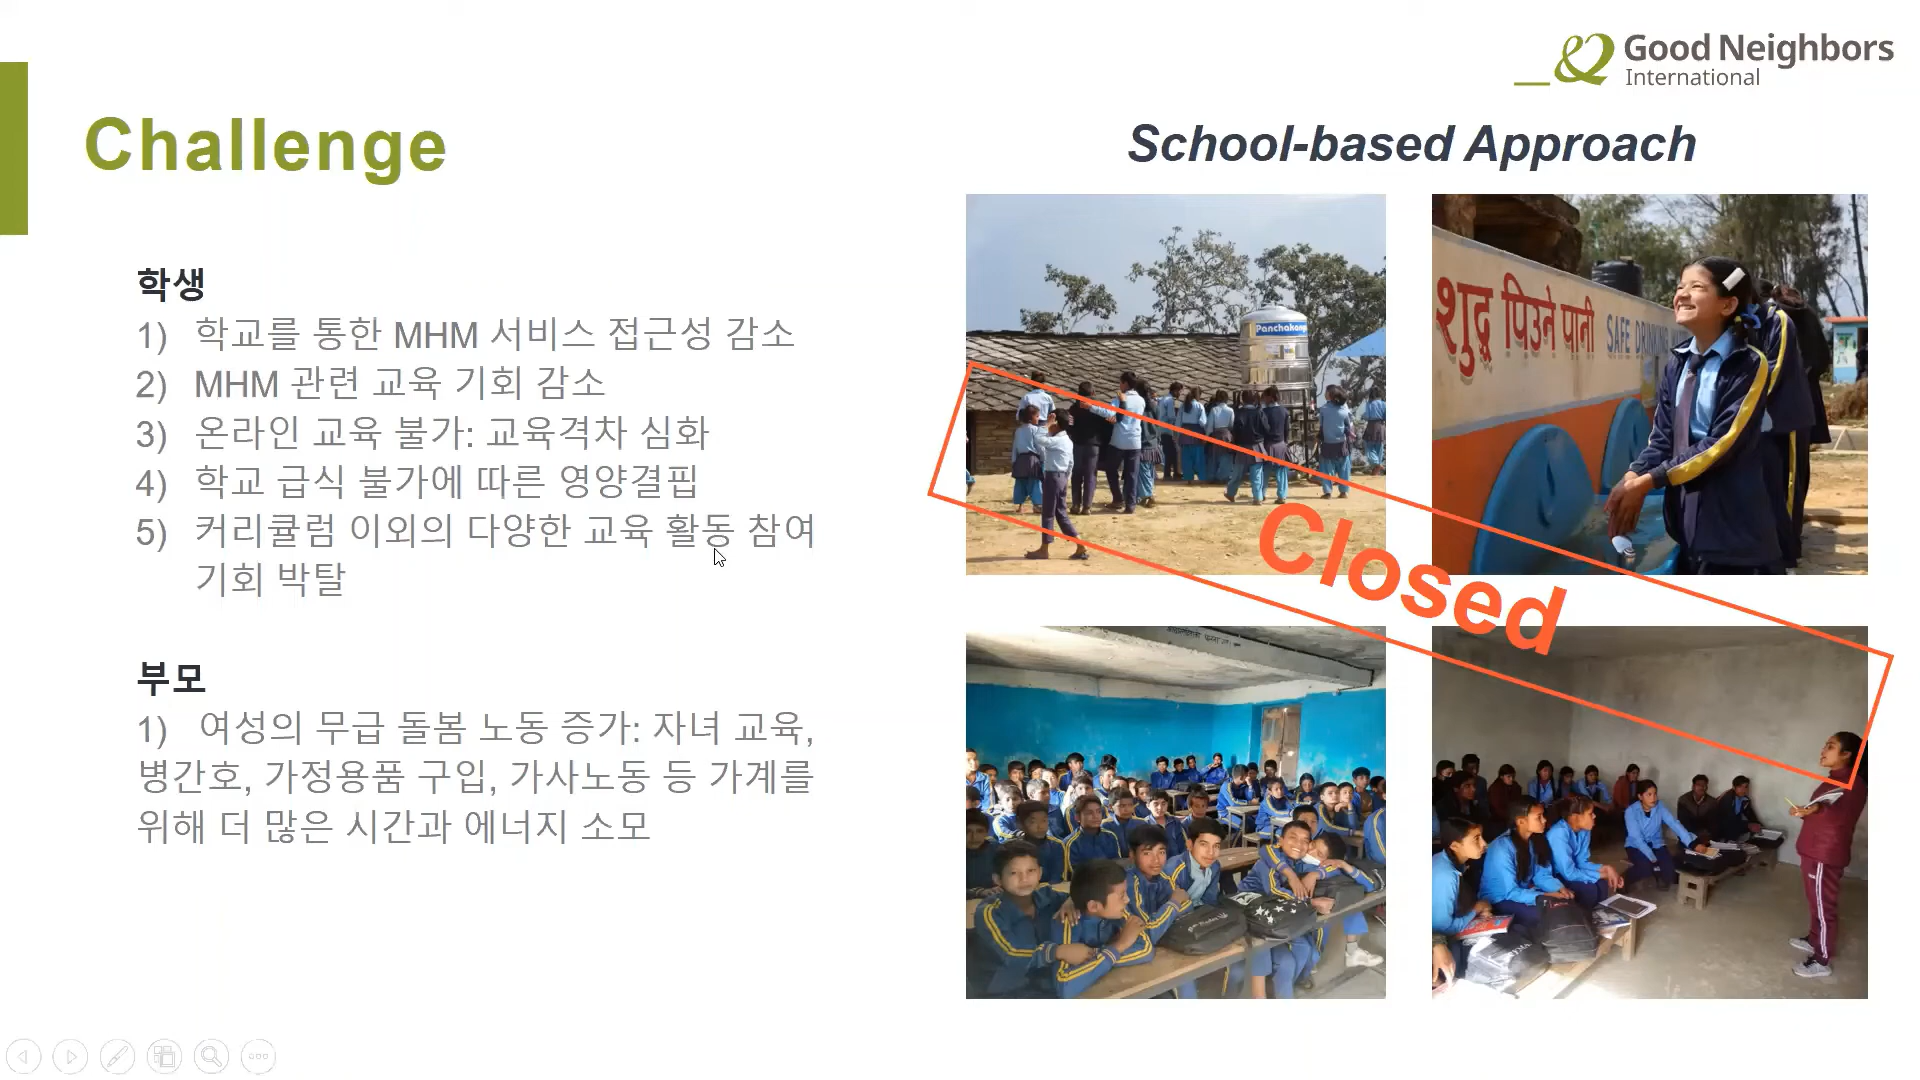 Good Neighbors
International
Challenge
School-based Approach
학생
1) 학교를 통한 MHM 서비스 접근성 감소
2) MHM 관련 교육 기회 감소
3) 온라인 교육 불가: 교육격차 심화
4) 학교 급식 불가에 따른 영양결핍
5) 커리큘럼 이외의 다양한 교육 활동 참여
기회 박탈
부모
1) 여성의 무급 돌봄 노동 증가: 자녀 교육,
병간호, 가정용품 구입, 가사노동 등 가계를
위해 더 많은 시간과 에너지 소모
शुद्ध पिउने पानी
SAFE DRINKING
Closed